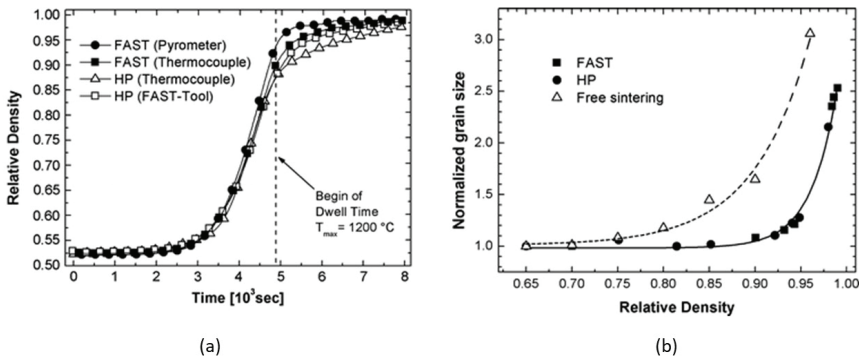 (a)
1.00
0.95
0.90
0.85
0.80
0.75
0.70
0.65
0.60
0.55
0.50
Relative Density
FAST (Pyrometer)
FAST (Thermocouple)
HP (Thermocouple)
HP (FAST-Tool)
Begin of
Dwell Time
Tmax= 1200 °C
0 1 2 3 4 5 6 7 8
Time [10³sec]
(a)
(b)
3.0
2.5
2.0
1.5
1.0
Normalized grain size
FAST
HP
Free sintering
0.65 0.70 0.75 0.80 0.85 0.90 0.95 1.00
Relative Density
(b)